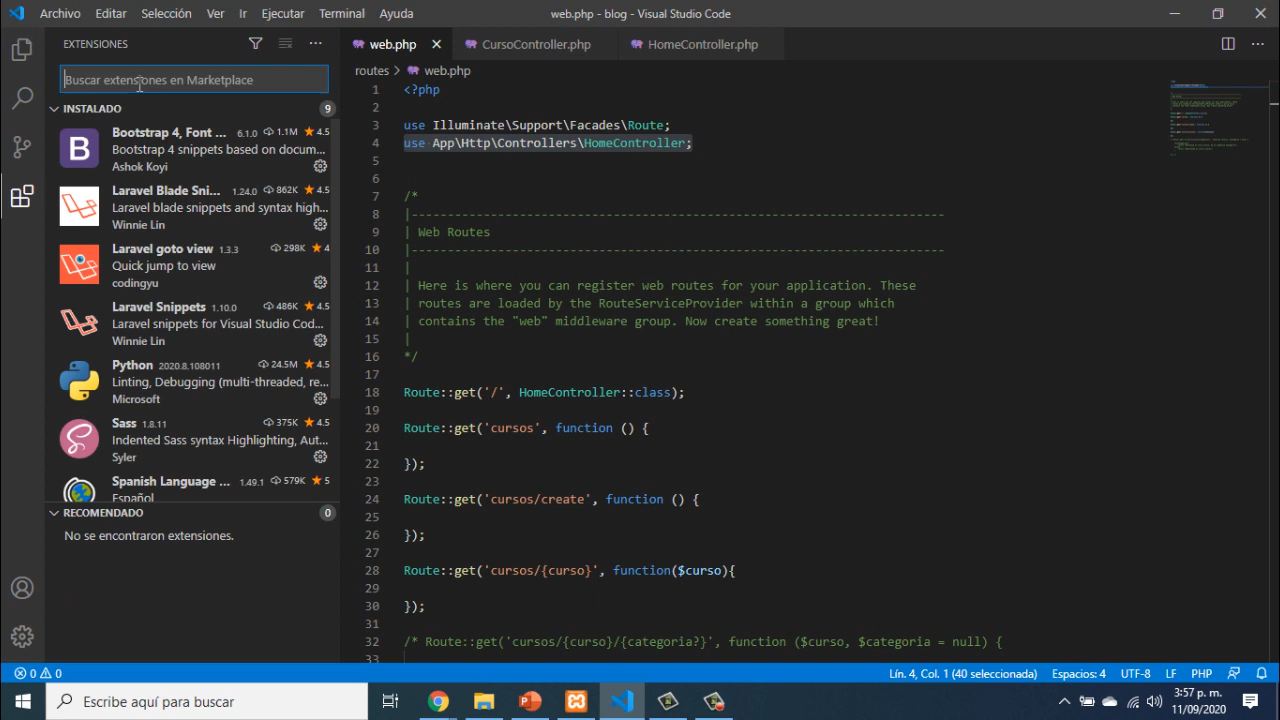 Archivo Editar Selección Ver Ir Ejecutar Terminal Ayuda web.php - blog - Visual Studio Code
EXTENSIONES
Buscar extensiones en Marketplace
INSTALADO 9
Bootstrap 4, Font ... 6.1.0 1.1M 4.5
Bootstrap 4 snippets based on docum...
Ashok Koyi
Laravel Blade Sni... 1.24.0 862K 4.5
Laravel blade snippets and syntax high...
Winnie Lin
Laravel goto view 1.3.3 298K 4
Quick jump to view
codingyu
Laravel Snippets 1.10.0 486K 4.5
Laravel snippets for Visual Studio Cod...
Winnie Lin
Python 2020.8.108011 24.5M 4.5
Linting, Debugging (multi-threaded, re...
Microsoft
Sass 1.8.11 375K 4.5
Indented Sass syntax Highlighting, Aut...
Syler
Spanish Language ... 1.49.1 579K 5
Español
RECOMENDADO 0
No se encontraron extensiones.
web.php CursoController.php HomeController.php
routes > web.php
1 <?php
2
3 use Illuminate\Support\Facades\Route;
4 use App\Http\Controllers\HomeController;
5
6
7 /*
8 |--------------------------------------------------------------------------
9 | Web Routes
10 |--------------------------------------------------------------------------
11 |
12 | Here is where you can register web routes for your application. These
13 | routes are loaded by the RouteServiceProvider within a group which
14 | contains the "web" middleware group. Now create something great!
15 |
16 */
17
18 Route::get('/', HomeController::class);
19
20 Route::get('cursos', function () {
21
22 });
23
24 Route::get('cursos/create', function () {
25
26 });
27
28 Route::get('cursos/{curso}', function($curso){
29
30 });
31
32 /* Route::get('cursos/{curso}/{categoria?}', function ($curso, $categoria = null) {
33
0 0 Lín. 4, Col. 1 (40 seleccionada) Espacios: 4 UTF-8 LF PHP
Escribe aquí para buscar
3:57 p. m.
11/09/2020